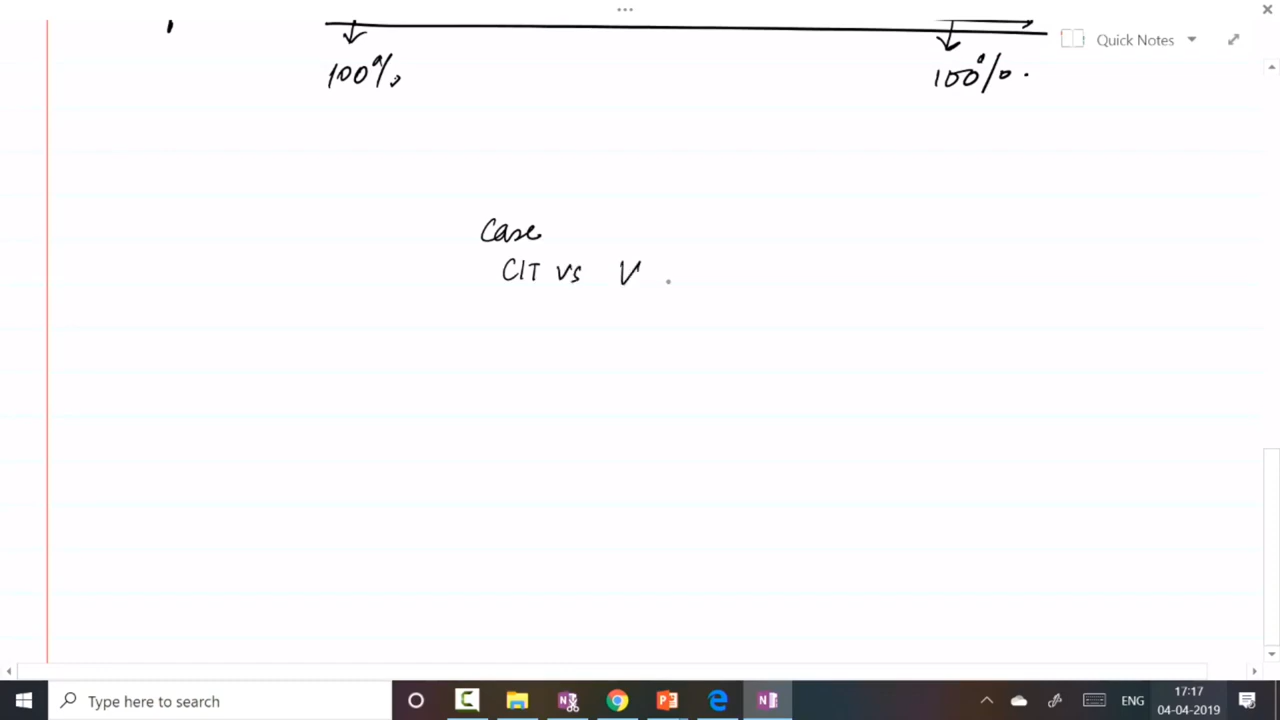 Quick Notes
100% 100%.
Case
CIT vs V
Type here to search
ENG
17:17
04-04-2019